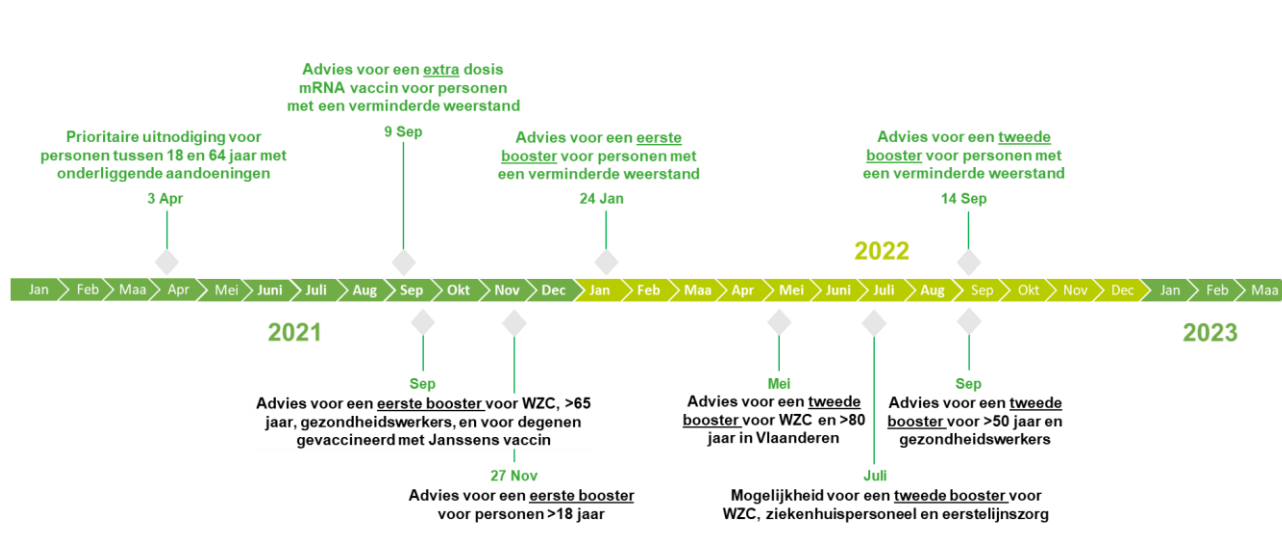 Advies voor een extra dosis
mRNA vaccin voor personen
met een verminderde weerstand
9 Sep
Prioritaire uitnodiging voor
personen tussen 18 en 64 jaar met
onderliggende aandoeningen
3 Apr
Advies voor een eerste
booster voor personen met
een verminderde weerstand
24 Jan
Advies voor een tweede
booster voor personen met
een verminderde weerstand
14 Sep
2022
Jan Feb Maa Apr Mei Juni Juli Aug Sep Okt Nov Dec Jan Feb Maa Apr Mei Juni Juli Aug Sep Okt Nov Dec Jan Feb Maa
2021
2023
Sep
Advies voor een eerste booster voor WZC, >65
jaar, gezondheidswerkers, en voor degenen
gevaccineerd met Janssens vaccin
27 Nov
Advies voor een eerste booster
voor personen >18 jaar
Mei
Advies voor een tweede
booster voor WZC en >80
jaar in Vlaanderen
Sep
Advies voor een tweede
booster voor >50 jaar en
gezondheidswerkers
Juli
Mogelijkheid voor een tweede booster voor
WZC, ziekenhuispersoneel en eerstelijnszorg